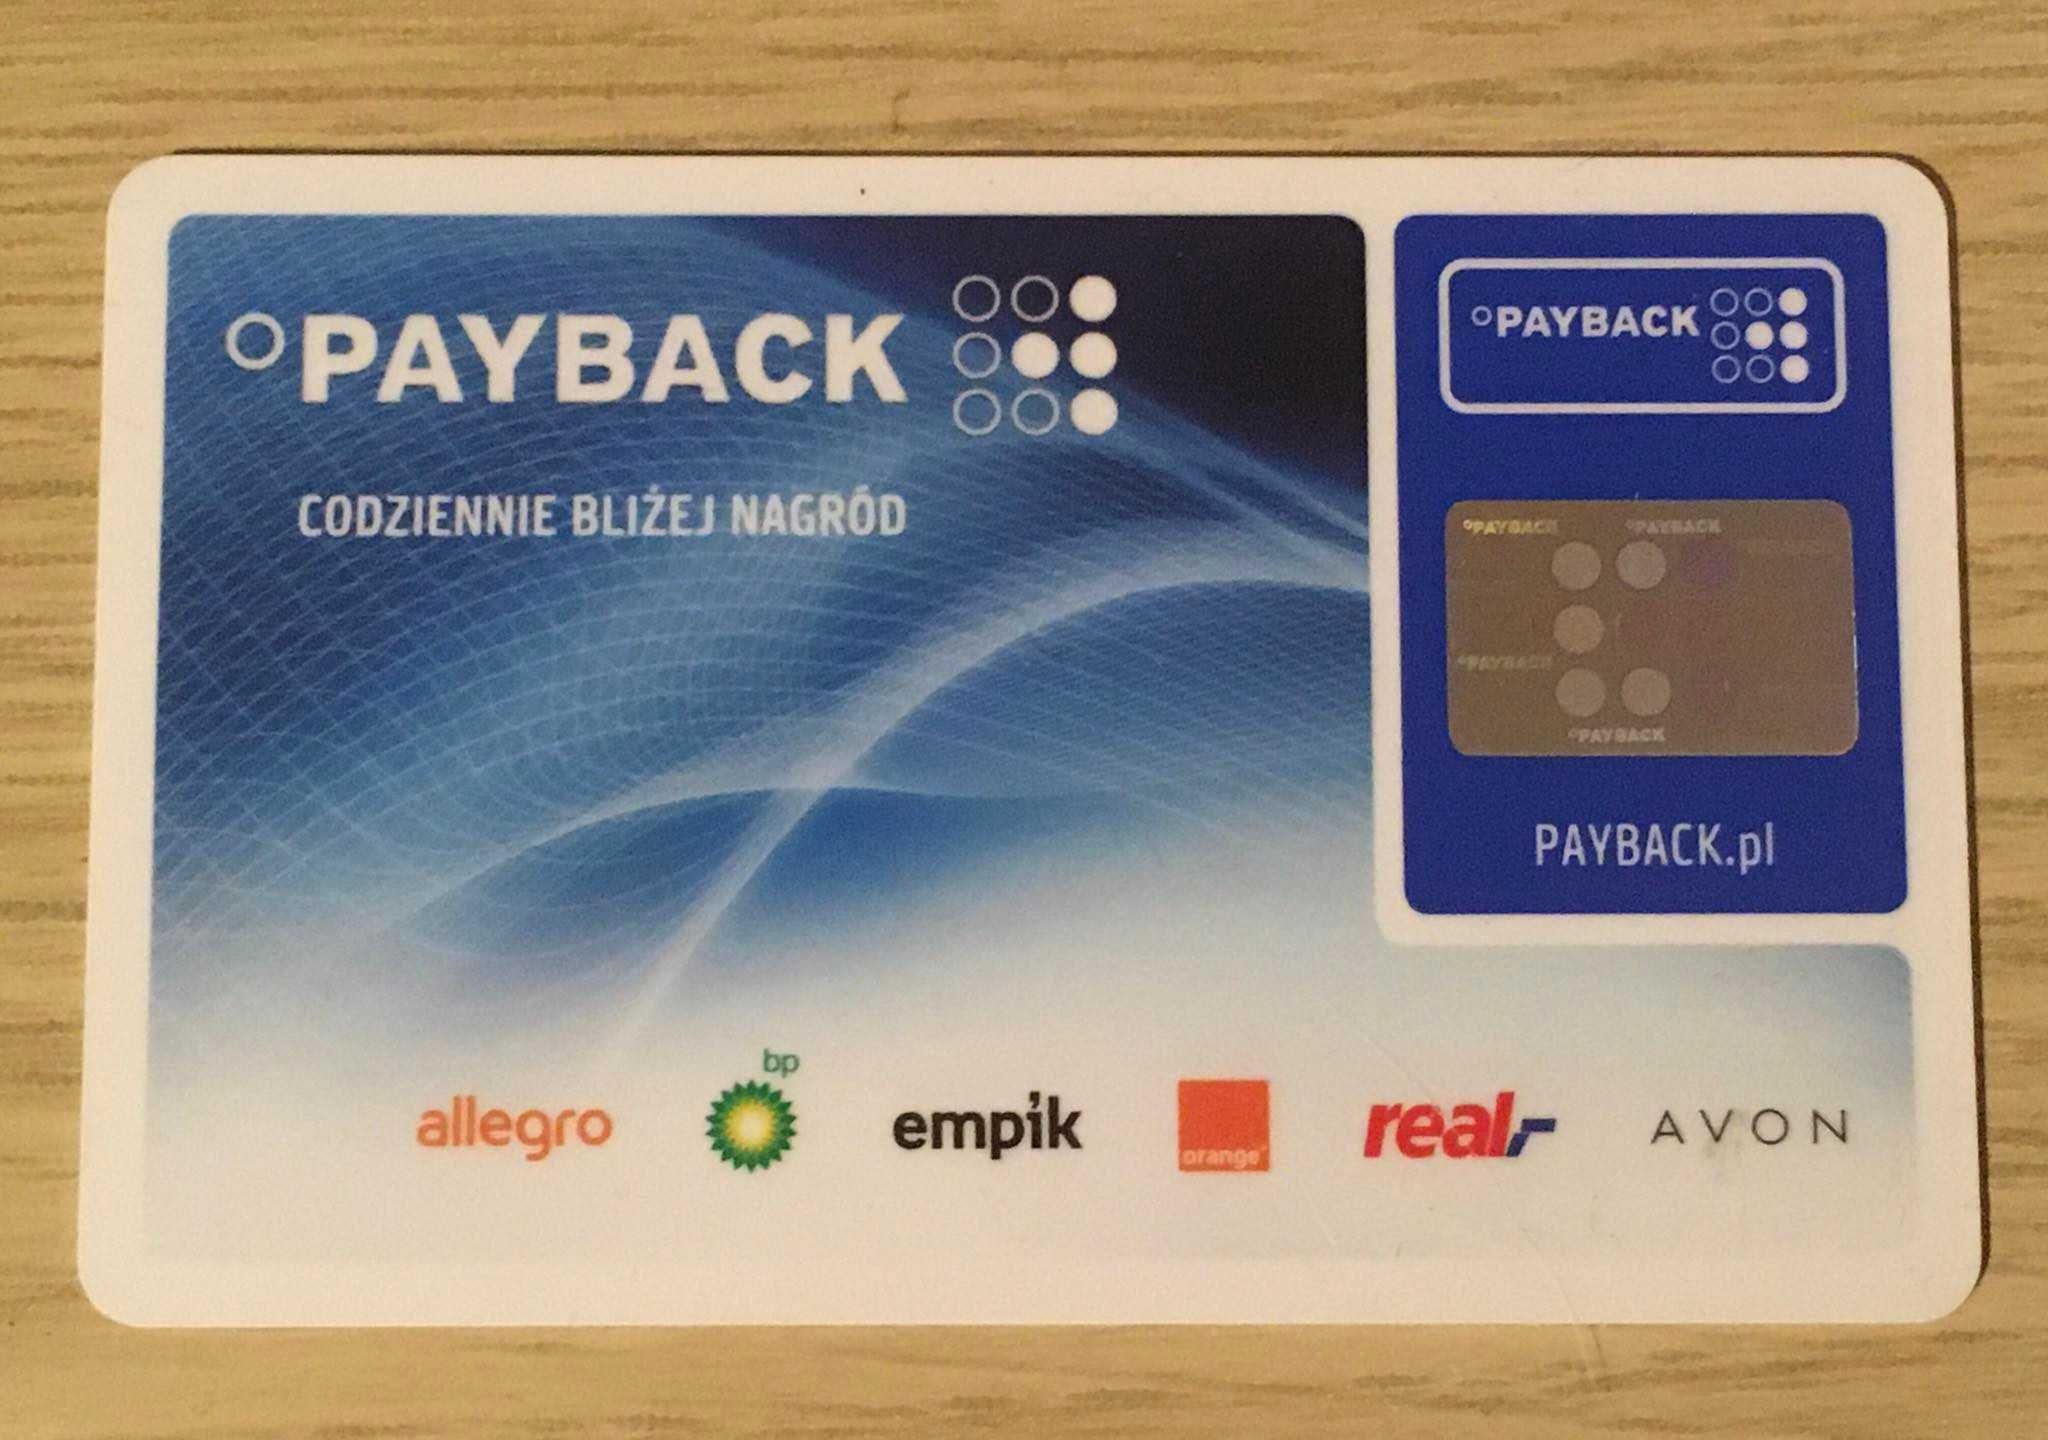 °PAYBACK
CODZIENNIE BLIŻEJ NAGRÓD
°PAYBACK
°PAYBACK °PAYBACK
°PAYBACK
°PAYBACK
PAYBACK.pl
allegro
bp
empik
orange
real,-
AVON